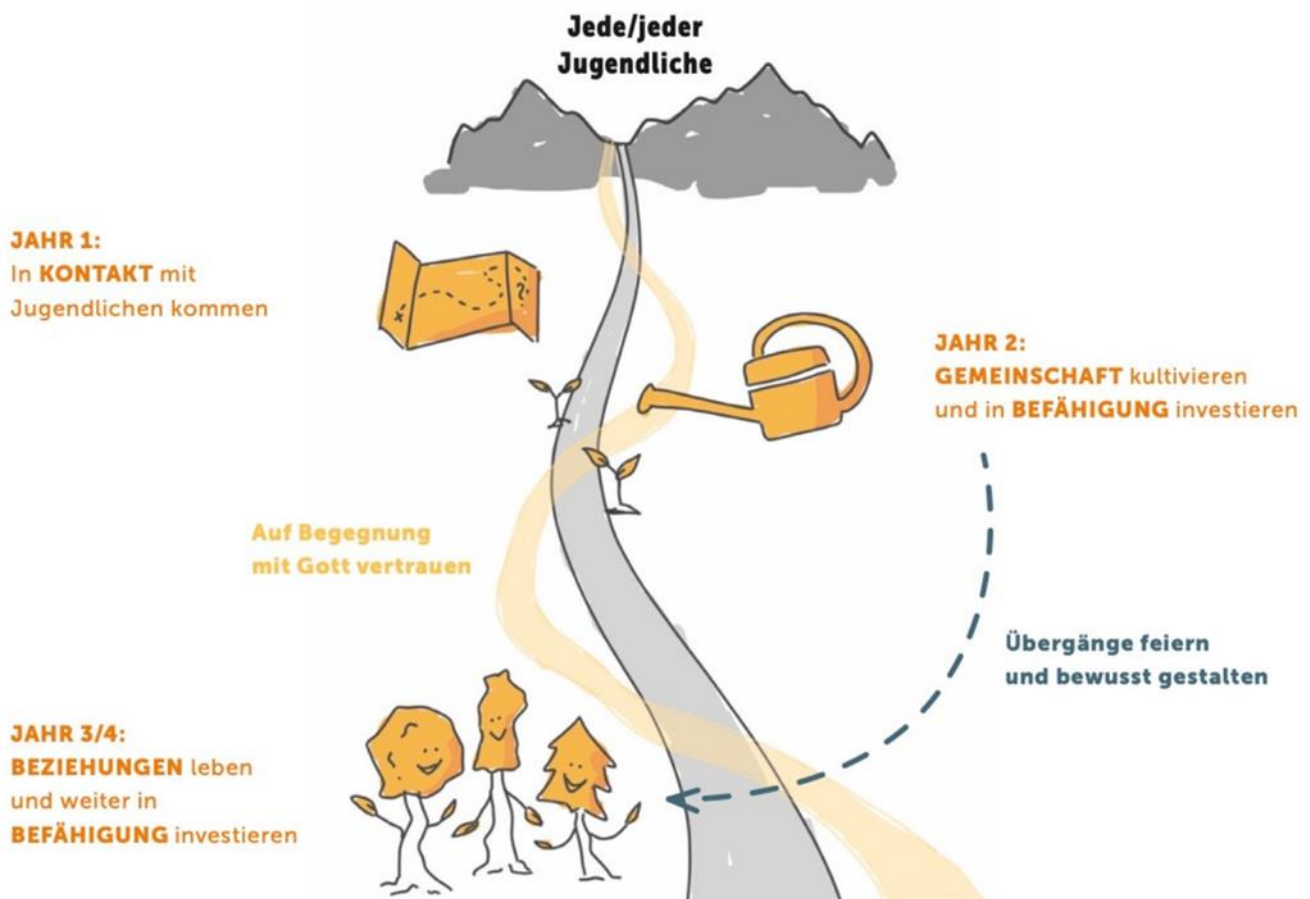 Jede/jeder
Jugendliche
JAHR 1:
In KONTAKT mit
Jugendlichen kommen
JAHR 2:
GEMEINSCHAFT kultivieren
und in BEFÄHIGUNG investieren
Auf Begegnung
mit Gott vertrauen
Übergänge feiern
und bewusst gestalten
JAHR 3/4:
BEZIEHUNGEN leben
und weiter in
BEFÄHIGUNG investieren